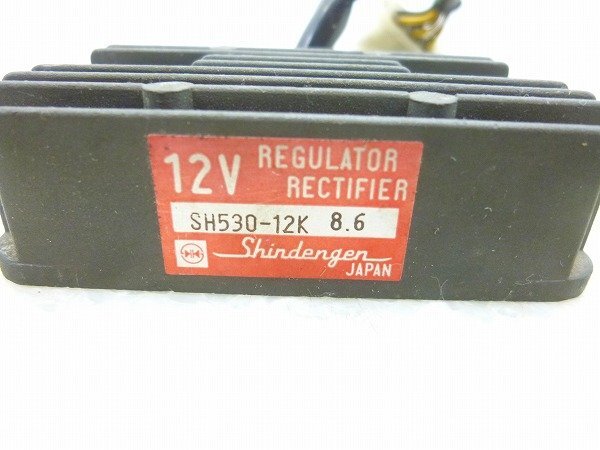 12V REGULATOR
RECTIFIER
SH530-12K 8.6
Shindengen
JAPAN